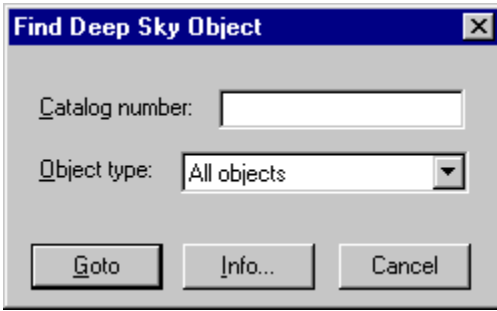 Find Deep Sky Object
Catalog number:
Object type: All objects
Goto Info... Cancel